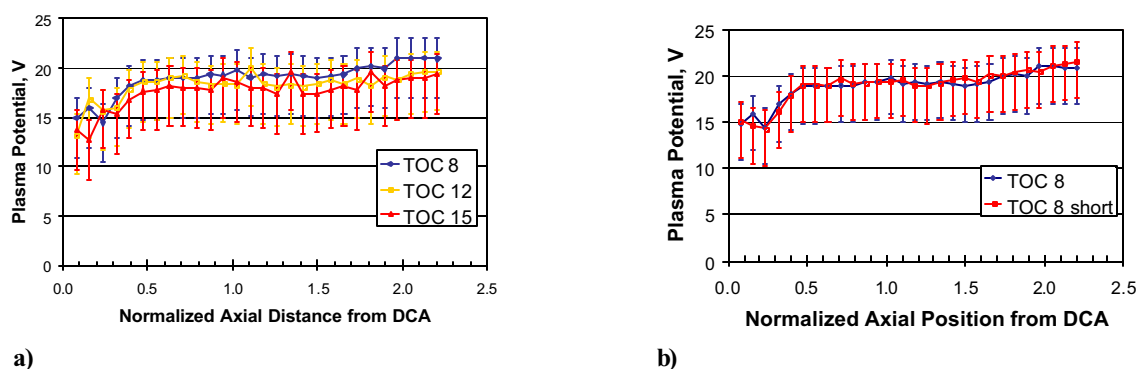 25
20
15
10
5
0
Plasma Potential, V
TOC 8
TOC 12
TOC 15
0.0 0.5 1.0 1.5 2.0 2.5
Normalized Axial Distance from DCA
a)
25
20
15
10
5
0
Plasma Potential, V
TOC 8
TOC 8 short
0.0 0.5 1.0 1.5 2.0 2.5
Normalized Axial Position from DCA
b)